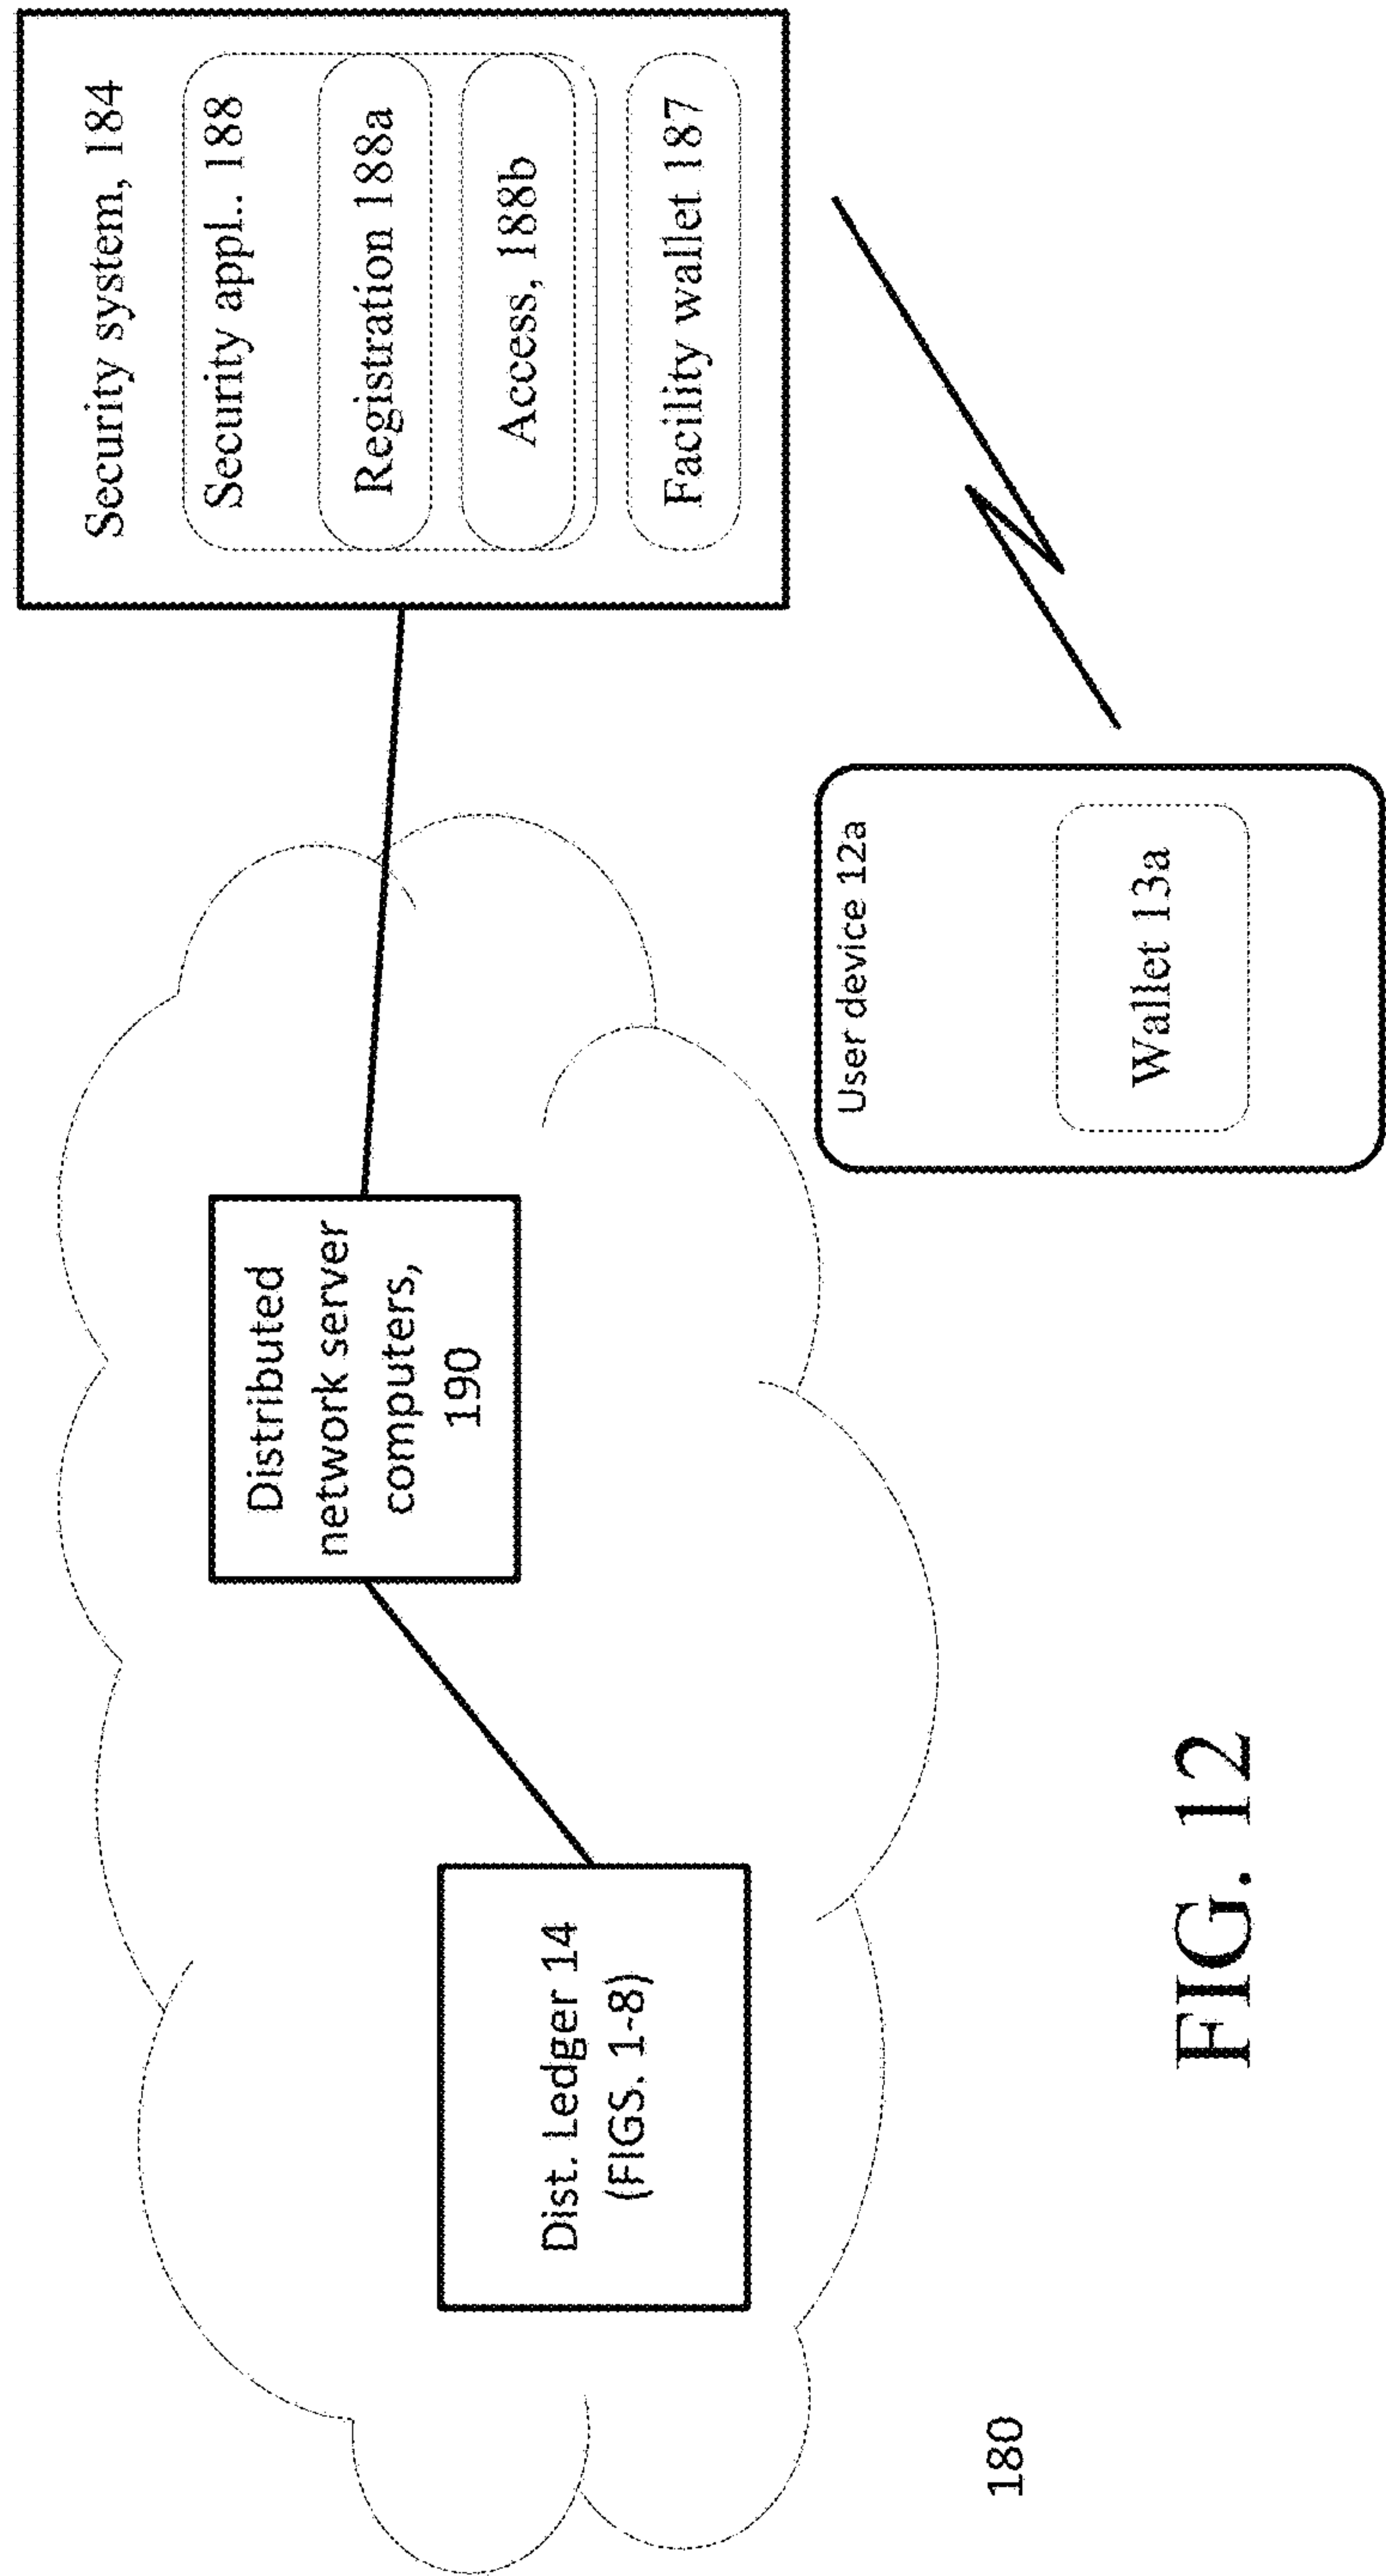 Security system, 184
Security appl.. 188
Registration 188a
Access, 188b
Facility wallet 187
Distributed
network server
computers,
190
Dist. Ledger 14
(FIGS. 1-8)
User device 12a
Wallet 13a
180
FIG. 12